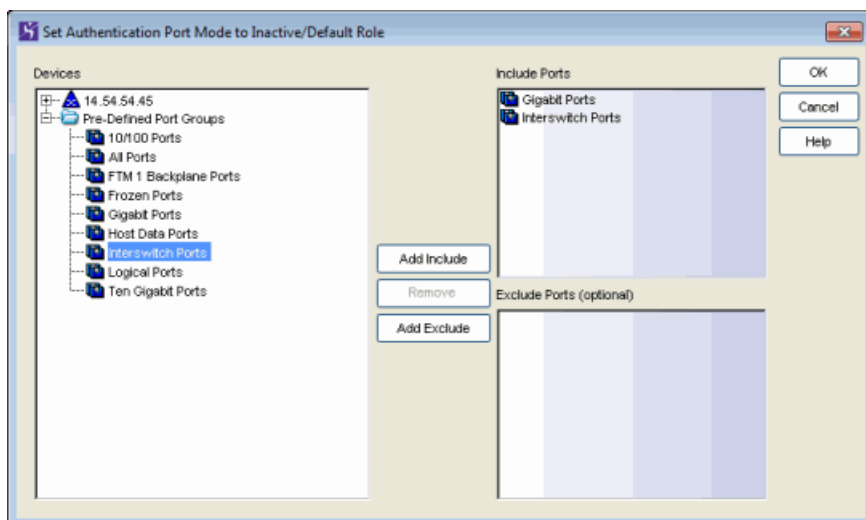 Set Authentication Port Mode to Inactive/Default Role
Devices
14.54.54.45
Pre-Defined Port Groups
10/100 Ports
All Ports
FTM 1 Backplane Ports
Frozen Ports
Gigabit Ports
Host Data Ports
Interswitch Ports
Logical Ports
Ten Gigabit Ports
Add Include
Remove
Add Exclude
Include Ports
Gigabit Ports
Interswitch Ports
Exclude Ports (optional)
OK
Cancel
Help